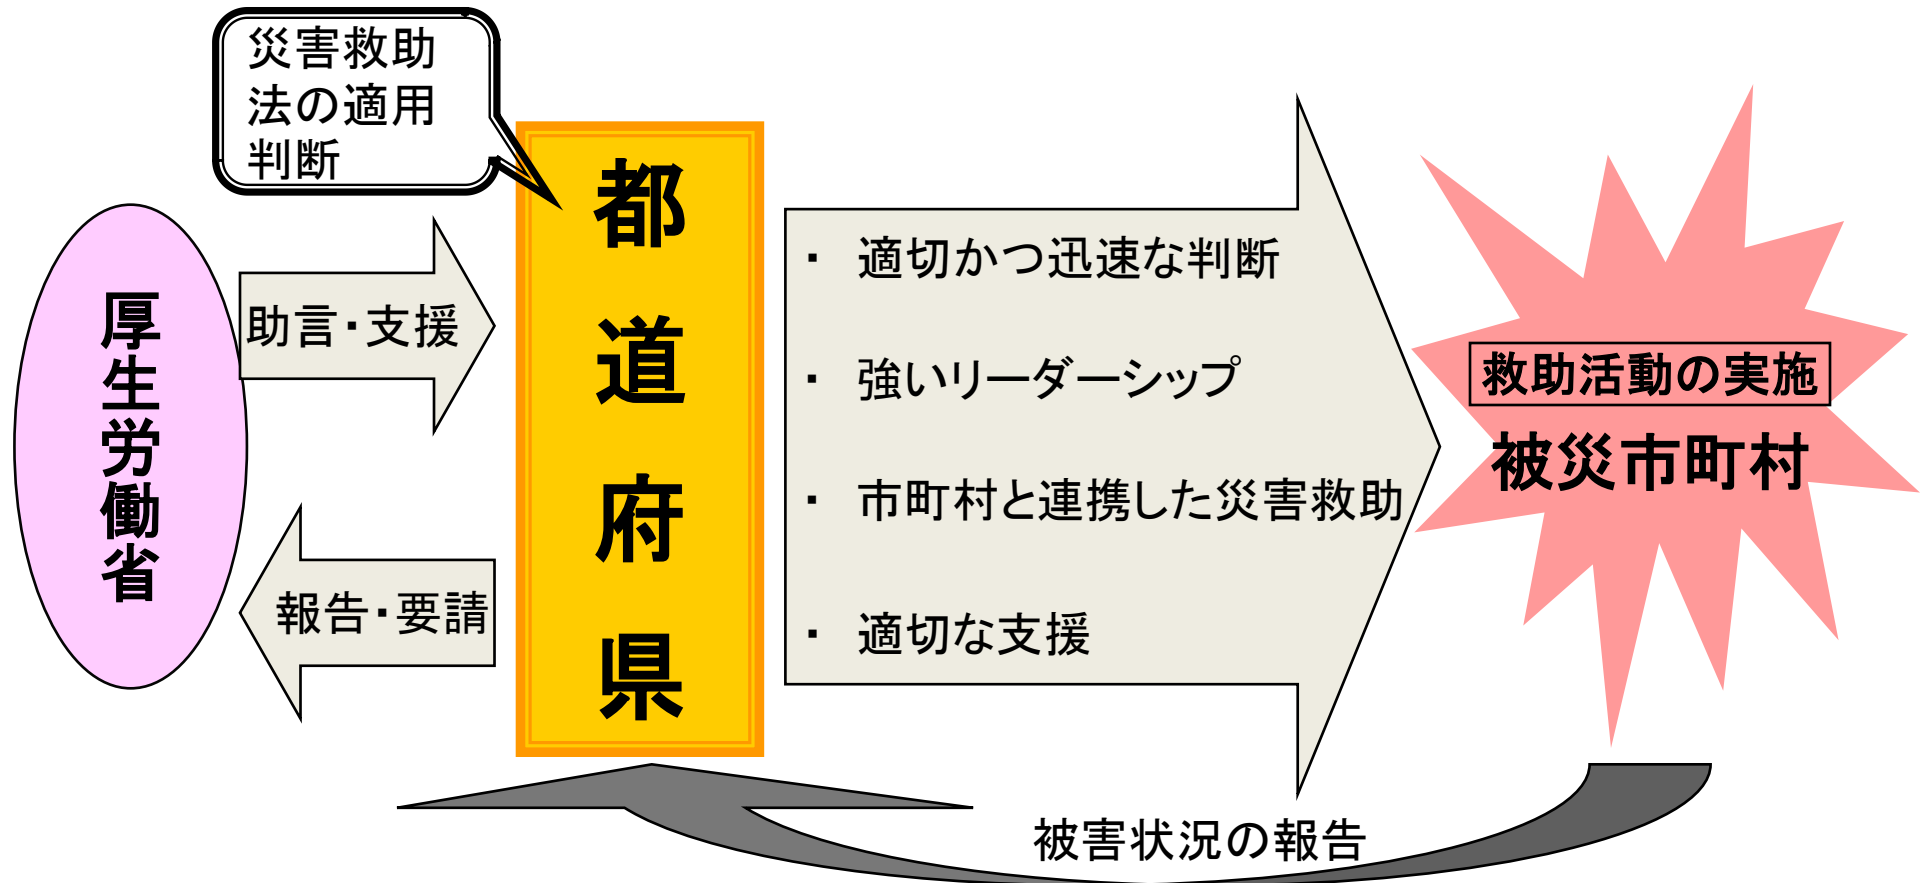 災害救助
法の適用
判断
厚生労働省
助言・支援
報告・要請
都道府県
・ 適切かつ迅速な判断
・ 強いリーダーシップ
・ 市町村と連携した災害救助
・ 適切な支援
救助活動の実施
被災市町村
被害状況の報告